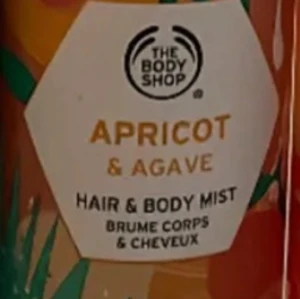 THE
BODY
SHOP
®
APRICOT
& AGAVE
HAIR & BODY MIST
BRUME CORPS
& CHEVEUX